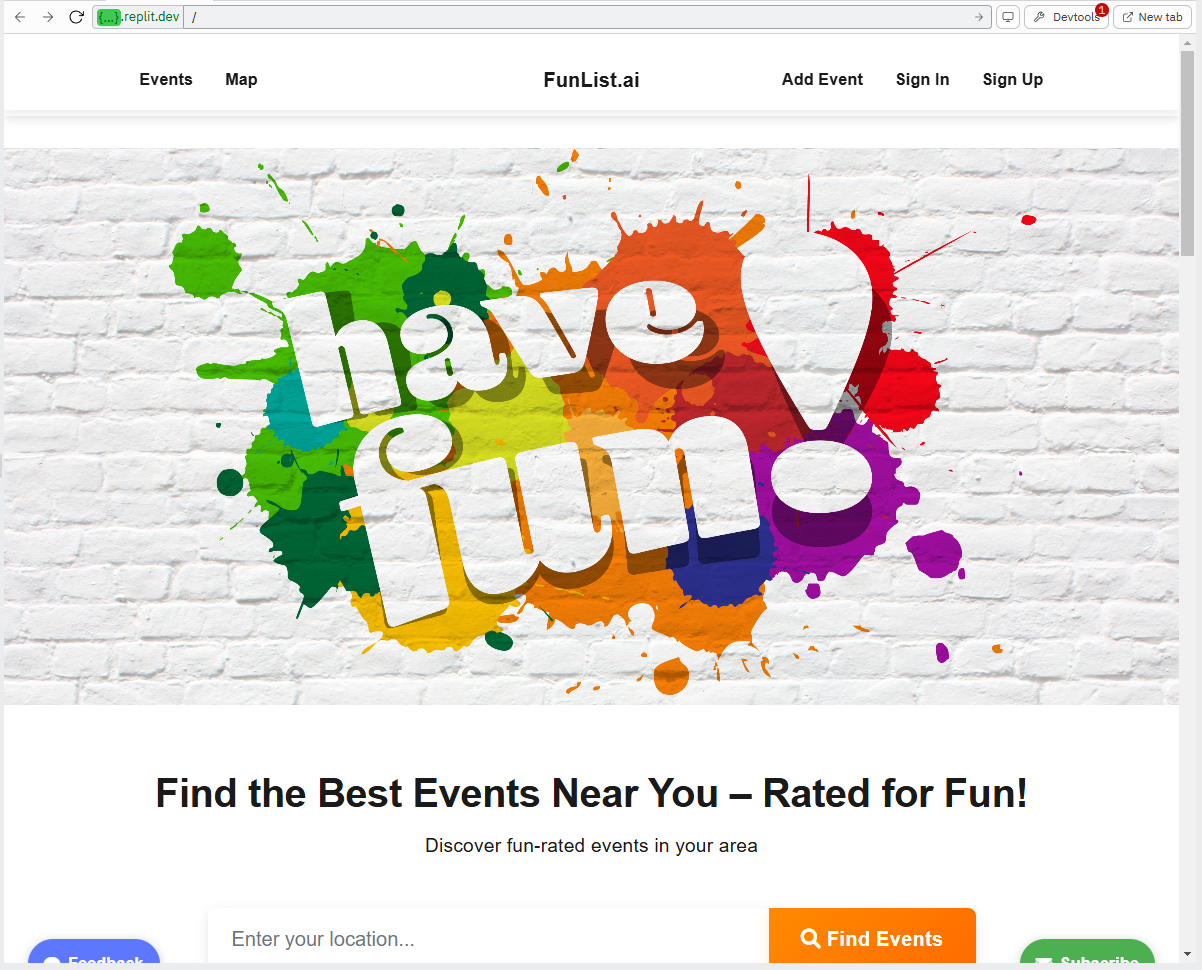 {...}.replit.dev /
Devtools 1
New tab
Events Map FunList.ai Add Event Sign In Sign Up
have
fun!
Find the Best Events Near You – Rated for Fun!
Discover fun-rated events in your area
Enter your location... Find Events
Feedback Subscribe